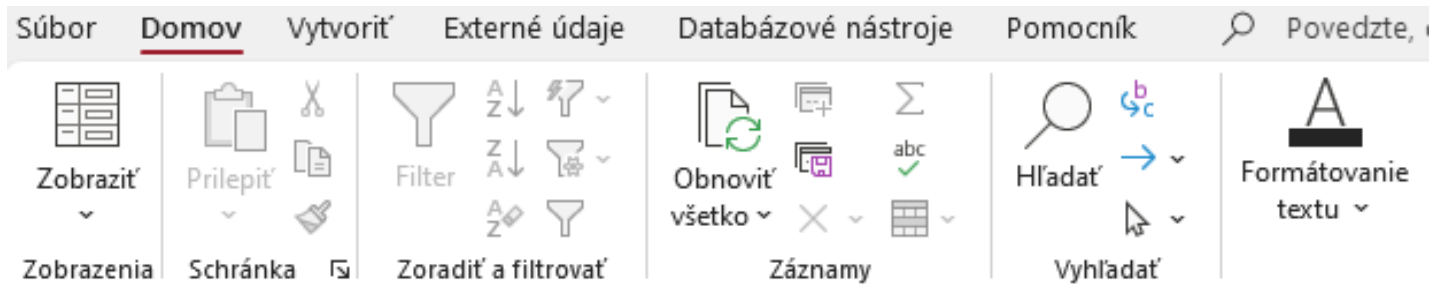 Súbor Domov Vytvoriť Externé údaje Databázové nástroje Pomocník Povedzte,
Zobraziť
Prilepiť
Filter
Obnoviť
všetko
abc
Hľadať
b
c
A
Formátovanie
textu
A
Z
Z
A
A
Z
Zobrazenia Schránka Zoradiť a filtrovať Záznamy Vyhľadať